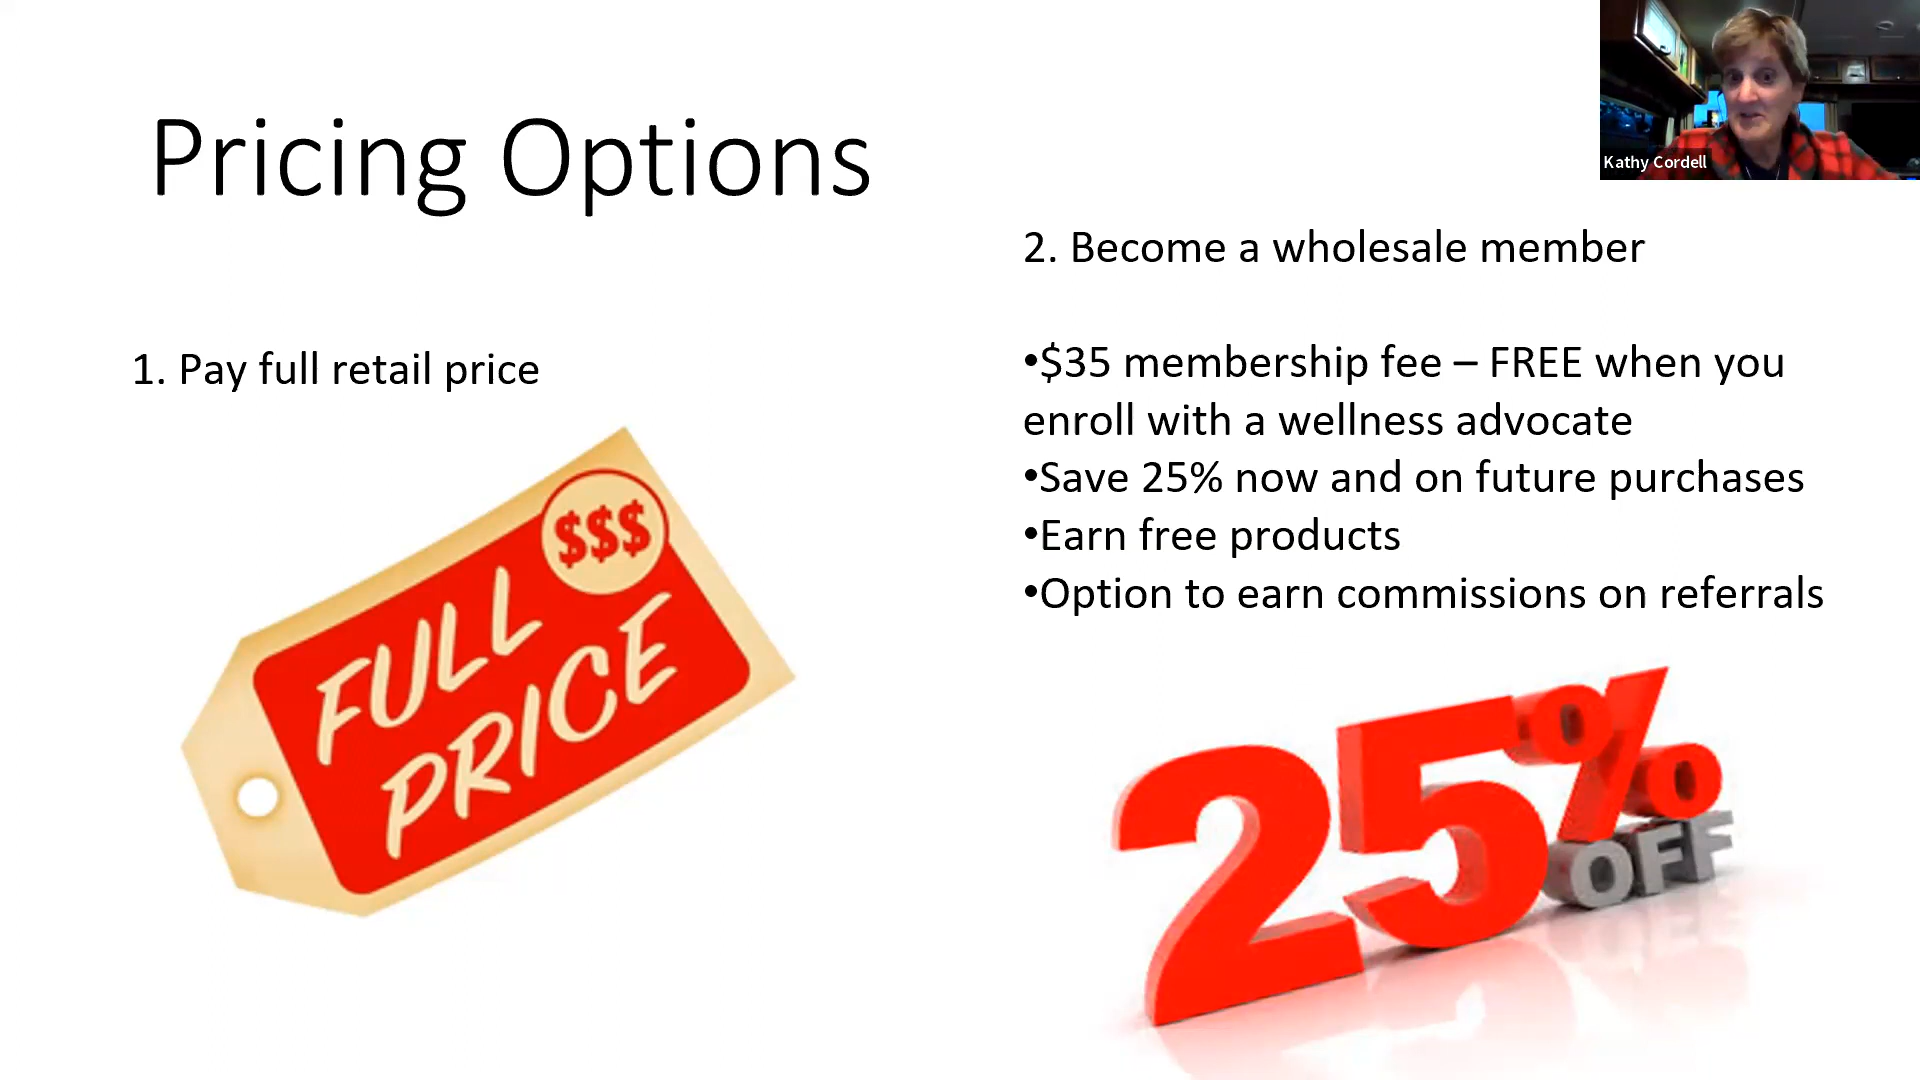 Pricing Options
Kathy Cordell
1. Pay full retail price
$$$
FULL
PRICE
2. Become a wholesale member
•$35 membership fee – FREE when you
enroll with a wellness advocate
•Save 25% now and on future purchases
•Earn free products
•Option to earn commissions on referrals
25%
OFF